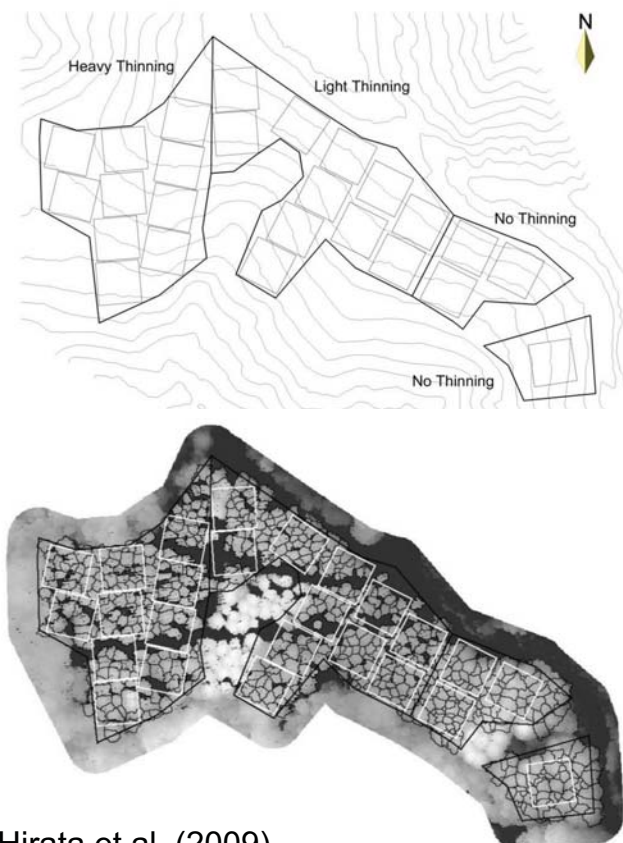 N
Heavy Thinning
Light Thinning
No Thinning
No Thinning
Hirata et al. (2009)